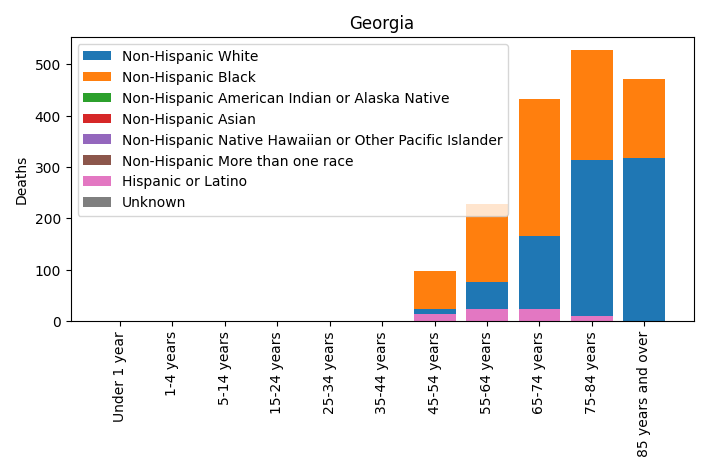 Georgia
Non-Hispanic White
Non-Hispanic Black
Non-Hispanic American Indian or Alaska Native
Non-Hispanic Asian
Non-Hispanic Native Hawaiian or Other Pacific Islander
Non-Hispanic More than one race
Hispanic or Latino
Unknown
Deaths
500
400
300
200
100
0
Under 1 year
1-4 years
5-14 years
15-24 years
25-34 years
35-44 years
45-54 years
55-64 years
65-74 years
75-84 years
85 years and over